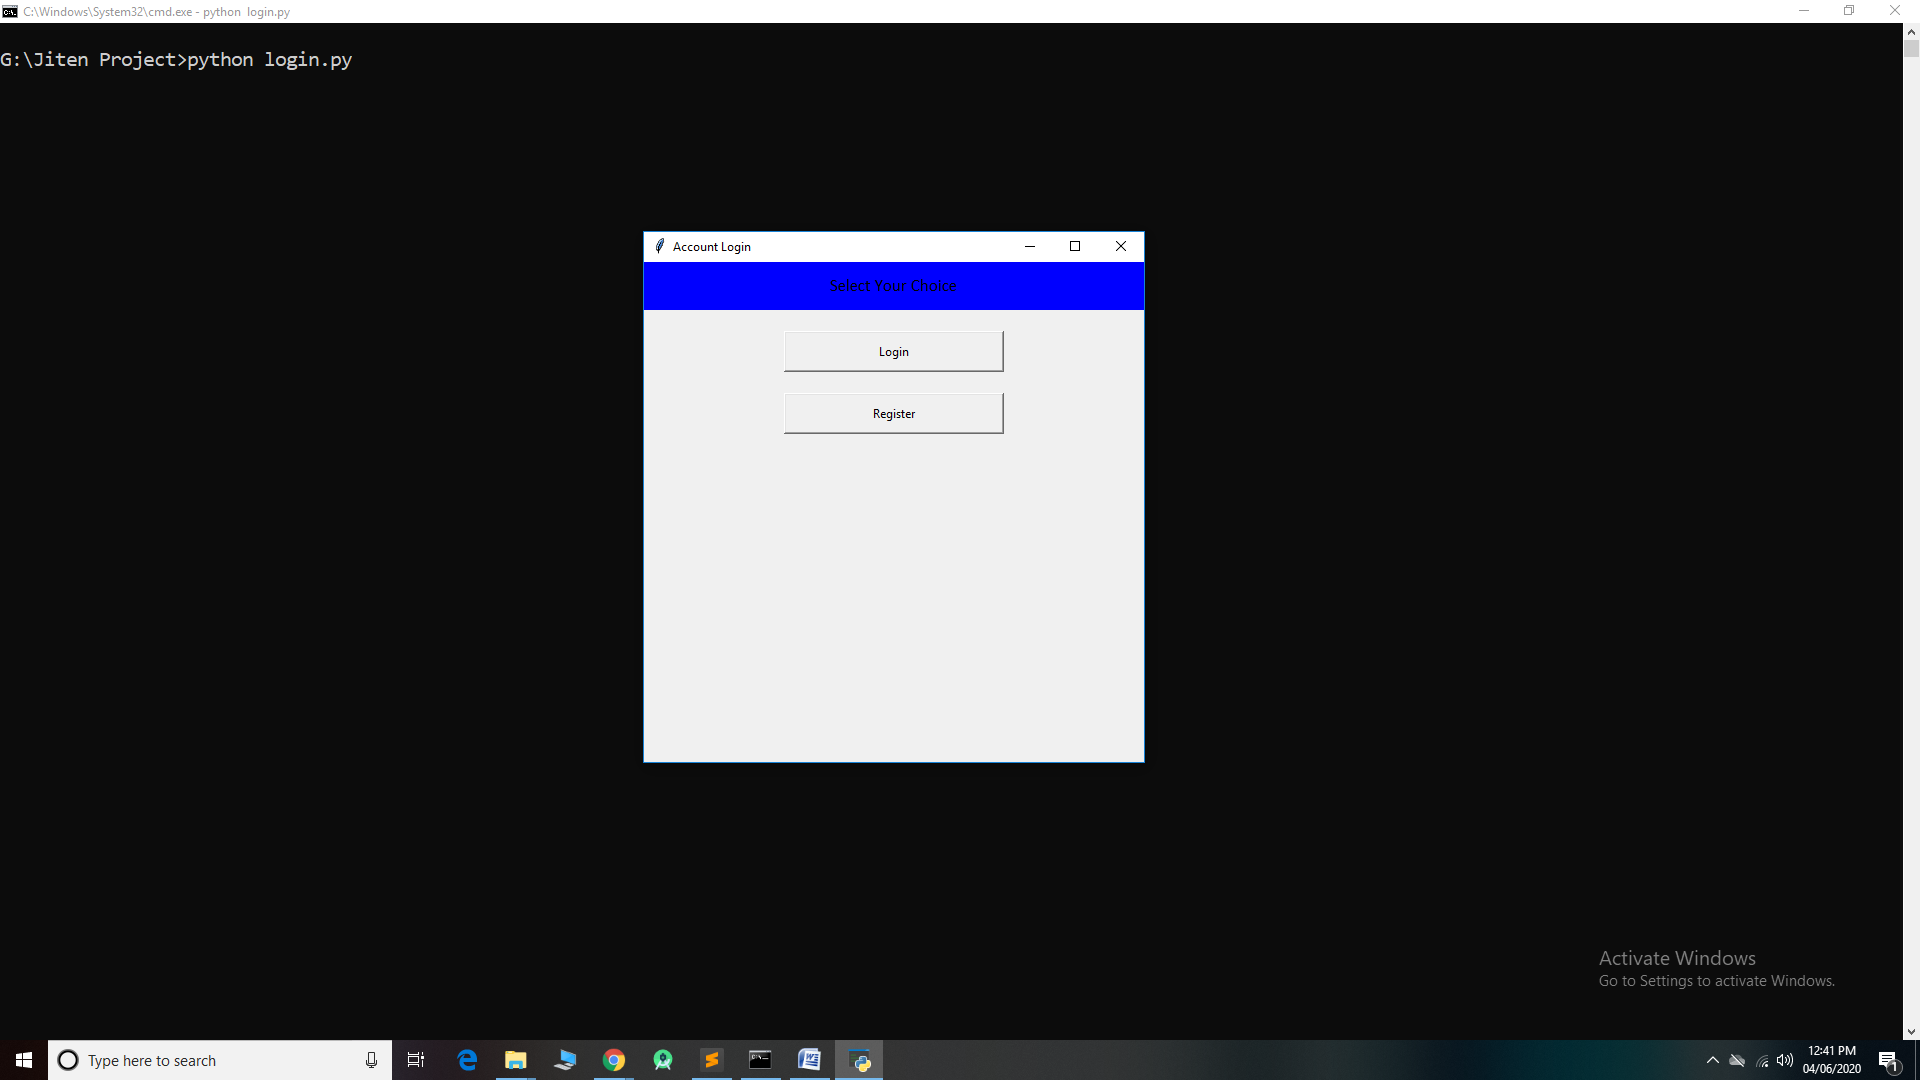 C:\Windows\System32\cmd.exe - python  login.py
G:\Jiten Project>python login.py
Account Login
Select Your Choice
Login
Register
Activate Windows
Go to Settings to activate Windows.
Type here to search
12:41 PM
04/06/2020
1